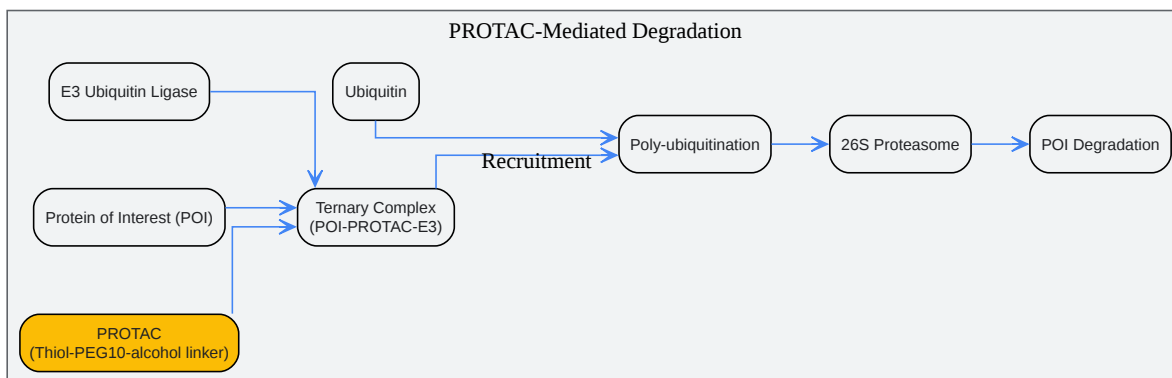 PROTAC-Mediated Degradation
E3 Ubiquitin Ligase
Ubiquitin
Poly-ubiquitination
26S Proteasome
POI Degradation
Recruitment
Protein of Interest (POI)
Ternary Complex
(POI-PROTAC-E3)
PROTAC
(Thiol-PEG10-alcohol linker)